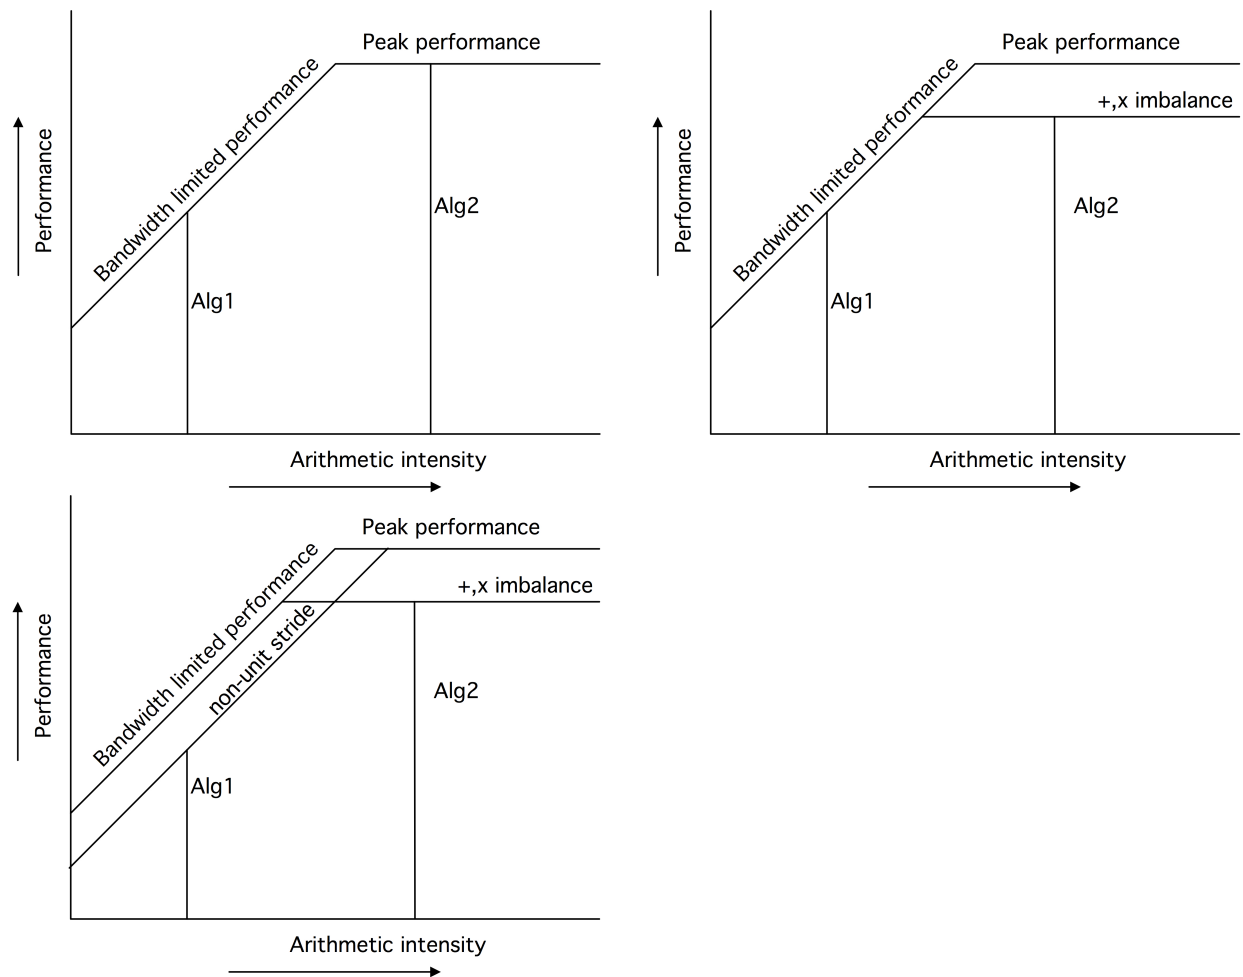 Peak performance
Bandwidth limited performance
Performance
Alg2
Alg1
Arithmetic intensity
Peak performance
+,x imbalance
Bandwidth limited performance
Performance
Alg2
Alg1
Arithmetic intensity
Peak performance
+,x imbalance
Bandwidth limited performance
non-unit stride
Performance
Alg2
Alg1
Arithmetic intensity